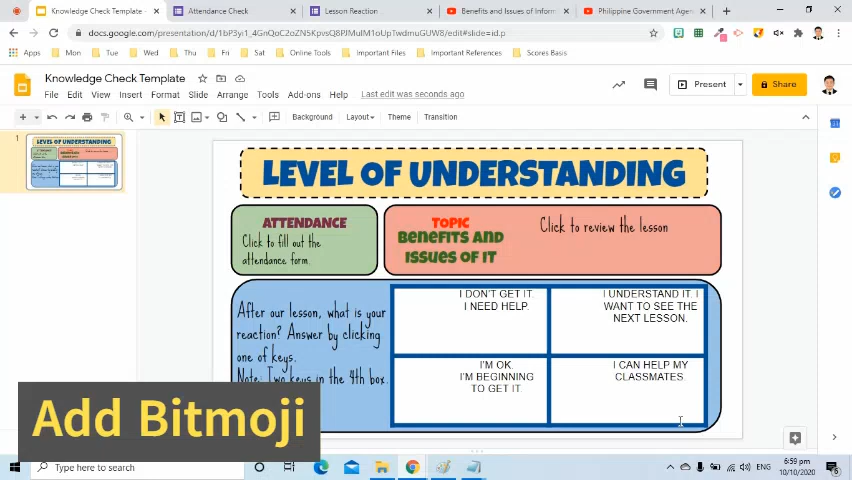 Knowledge Check Template -
Attendance Check
Lesson Reaction
Benefits and Issues of Inform
Philippine Government Agen
docs.google.com/presentation/d/
/edit#slide=id.p
Apps
Mon
Tue
Wed
Thu
Fri
Sat
Online Tools
Important Files
Important References
Scores Basis
Knowledge Check Template
File Edit View Insert Format Slide Arrange Tools Add-ons Help Last edit was seconds ago
Present
Share
Background Layout Theme Transition
1
LEVEL OF UNDERSTANDING
ATTENDANCE
Click to fill out the
attendance form.
TOPIC
Benefits and
Issues of IT
Click to review the lesson
After our lesson, what is your
reaction? Answer by clicking
one of keys.
Note: Two keys in the 4th box.
I DON'T GET IT.
I NEED HELP.
I UNDERSTAND IT. I
WANT TO SEE THE
NEXT LESSON.
I'M OK.
I'M BEGINNING
TO GET IT.
I CAN HELP MY
CLASSMATES
Add Bitmoji
Type here to search
ENG
6:59 pm
10/10/2020